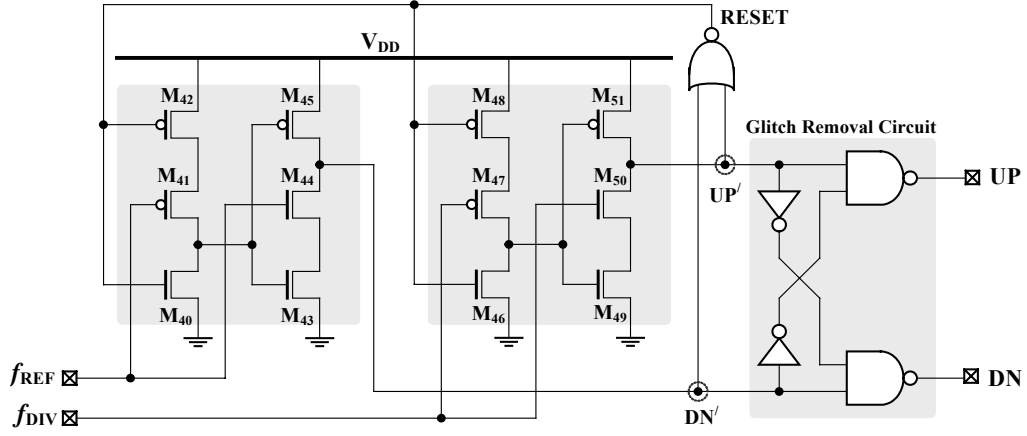 RESET
V_DD
M42
M45
M48
M51
Glitch Removal Circuit
M41
M44
M47
M50
UP/
UP
M40
M43
M46
M49
fREF
DN/
DN
fDIV